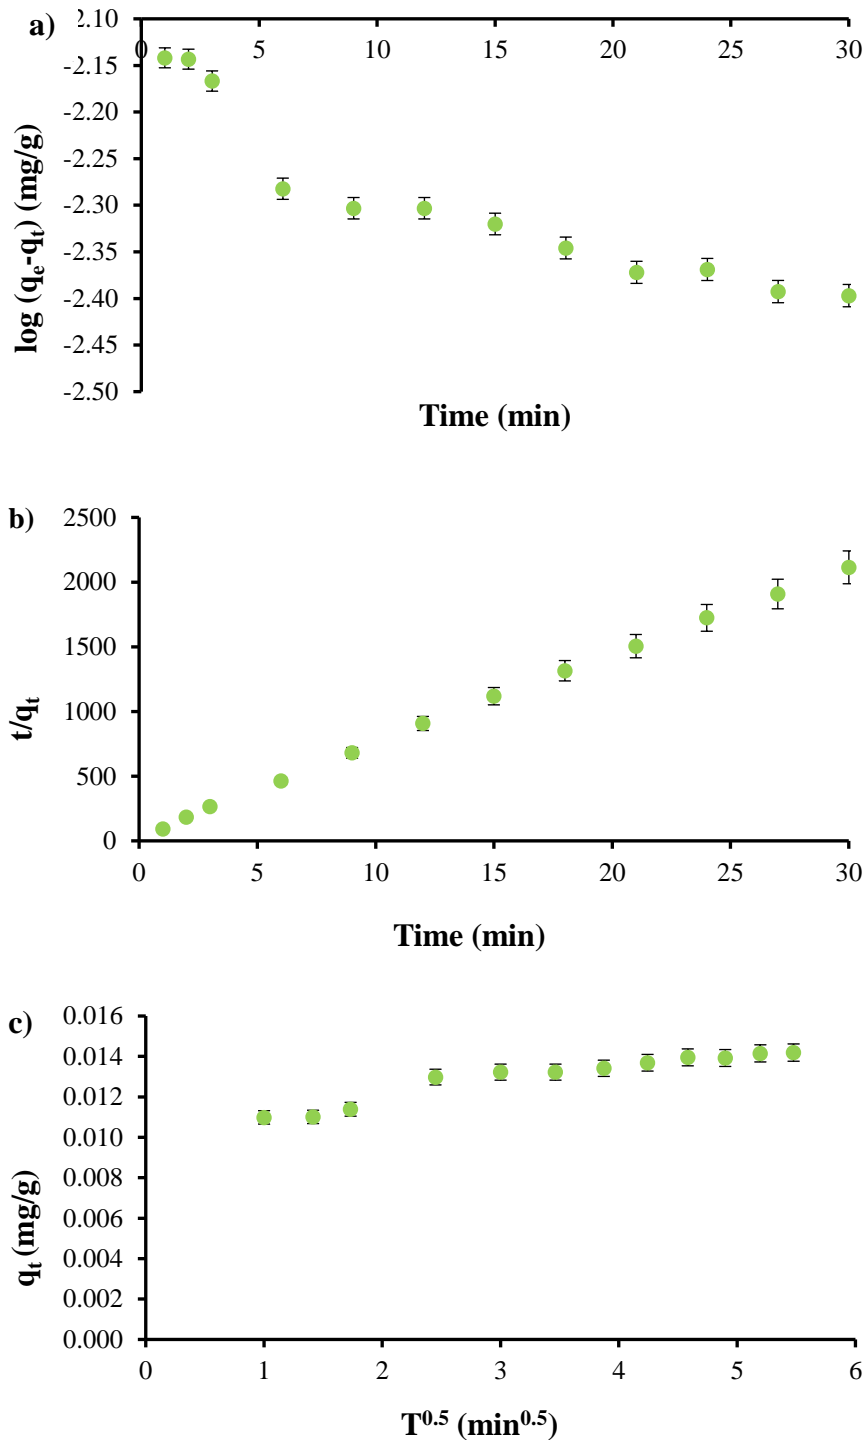 a)
-2.15
-2.20
-2.25
-2.30
-2.35
-2.40
-2.45
-2.50
0 5 10 15 20 25 30
log (qₑ-qₜ) (mg/g)
Time (min)
b)
2500
2000
1500
1000
500
0
0 5 10 15 20 25 30
t/qₜ
Time (min)
c)
0.016
0.014
0.012
0.010
0.008
0.006
0.004
0.002
0.000
0 1 2 3 4 5 6
qₜ (mg/g)
T⁰·⁵ (min⁰·⁵)